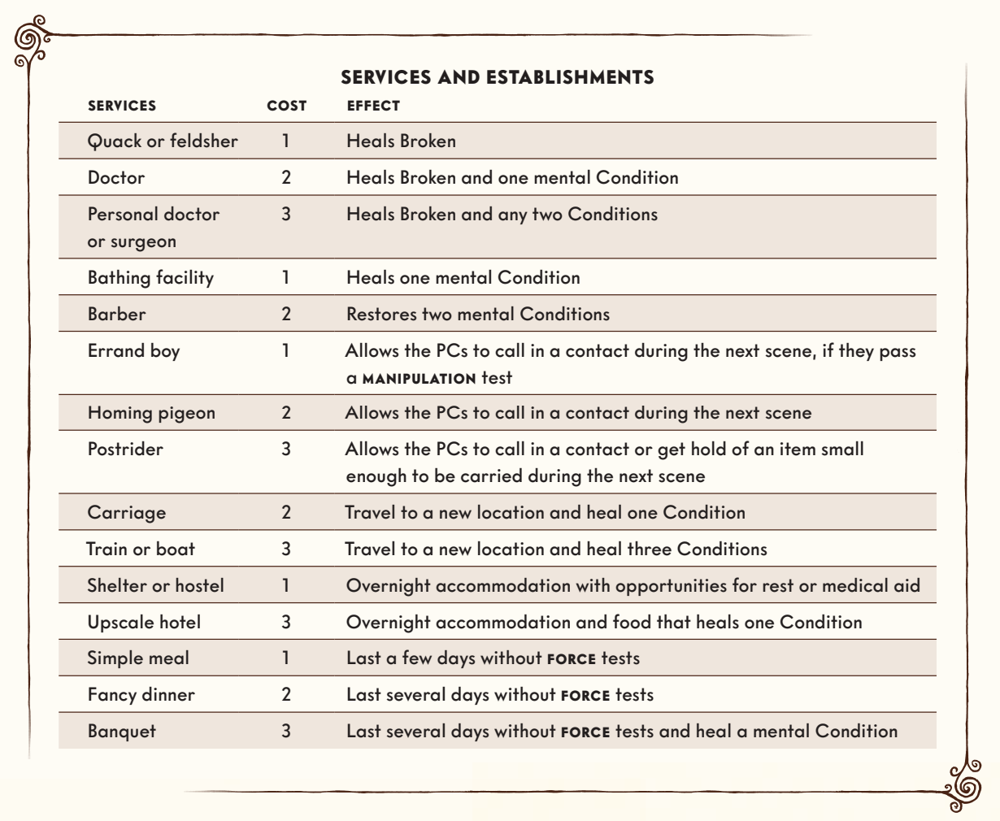 SERVICES AND ESTABLISHMENTS
SERVICES COST EFFECT
Quack or feldsher 1 Heals Broken
Doctor 2 Heals Broken and one mental Condition
Personal doctor 3 Heals Broken and any two Conditions
or surgeon
Bathing facility 1 Heals one mental Condition
Barber 2 Restores two mental Conditions
Errand boy 1 Allows the PCs to call in a contact during the next scene, if they pass
a MANIPULATION test
Homing pigeon 2 Allows the PCs to call in a contact during the next scene
Postrider 3 Allows the PCs to call in a contact or get hold of an item small
enough to be carried during the next scene
Carriage 2 Travel to a new location and heal one Condition
Train or boat 3 Travel to a new location and heal three Conditions
Shelter or hostel 1 Overnight accommodation with opportunities for rest or medical aid
Upscale hotel 3 Overnight accommodation and food that heals one Condition
Simple meal 1 Last a few days without FORCE tests
Fancy dinner 2 Last several days without FORCE tests
Banquet 3 Last several days without FORCE tests and heal a mental Condition